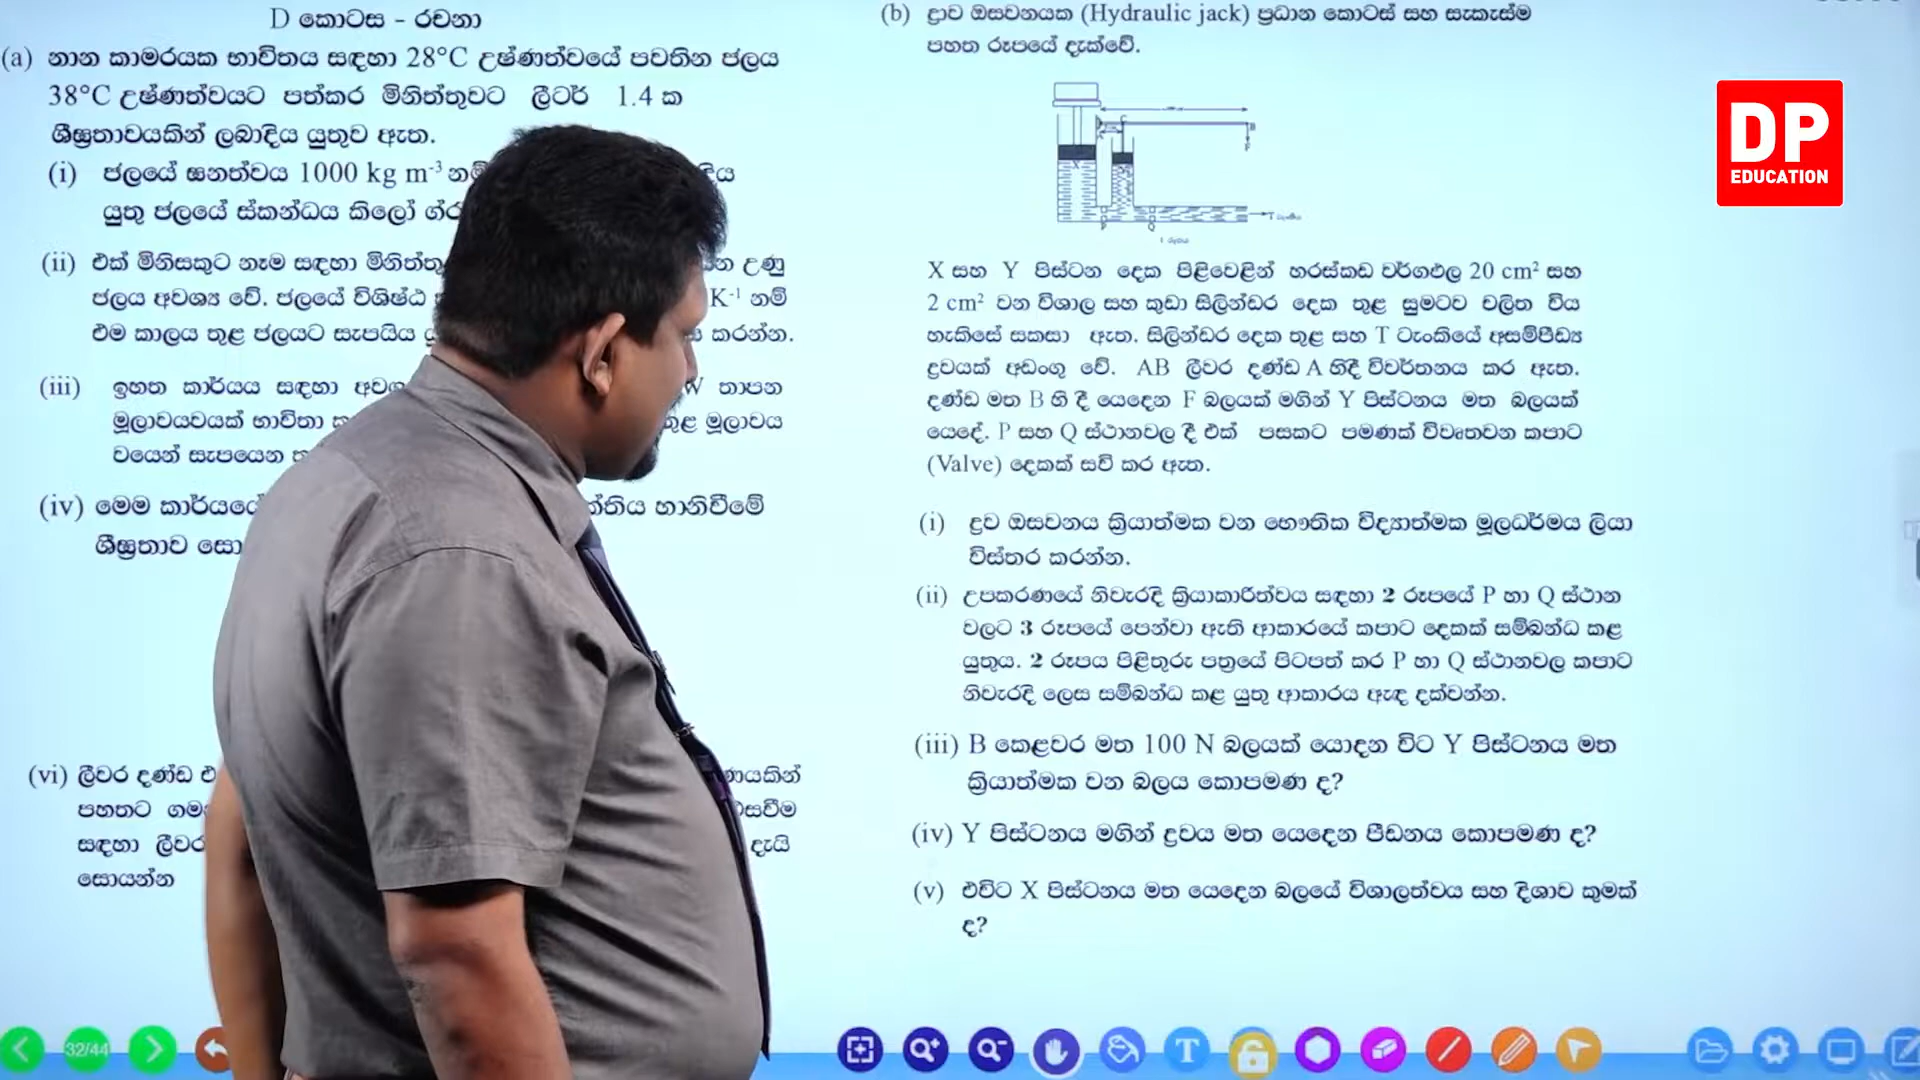 D කොටස - රචනා
(a) නාන කාමරයක භාවිතය සඳහා 28°C උෂ්ණත්වයේ පවතින ජලය
38°C උෂ්ණත්වයට පත්කර මිනිත්තුවට ලීටර් 1.4 ක
ශීඝ්‍රතාවයකින් ලබාදිය යුතුව ඇත.
(i) ජලයේ ඝනත්වය 1000 kg m⁻³ නම්
යුතු ජලයේ ස්කන්ධය කිලෝ
(ii) එක් මිනිසකුට නෑම සඳහා උණු
ජලය අවශ්‍ය වේ. ජලයේ විශිෂ්ඨ K⁻¹ නම්
එම කාලය තුළ ජලයට සැපයිය කරන්න.
(iii) ඉහත කාර්යය සඳහා W තාපන
මූලාවයවයක් භාවිතා තුළ මූලාවය
වයෙන් සැපයෙන
(iv) මෙම හානිවීමේ
ශීඝ්‍රතාව
(vi) ලීවර දණ්ඩ
පහතට
සඳහා දැයි
සොයන්න
(b) ද්‍රාව ඔසවනයක (Hydraulic jack) ප්‍රධාන කොටස් සහ සැකැස්ම
පහත රූපයේ දැක්වේ.
X
C
B
F
T
P
Q
X සහ Y පිස්ටන දෙක පිළිවෙළින් හරස්කඩ වර්ගඵල 20 cm² සහ
2 cm² වන විශාල සහ කුඩා සිලින්ඩර දෙක තුළ සුමටව චලිත විය
හැකිසේ සකසා ඇත. සිලින්ඩර දෙක තුළ සහ T ටැංකියේ අසම්පීඩ්‍ය
ද්‍රවයක් අඩංගු වේ. AB ලීවර දණ්ඩ A හිදී විවර්තනය කර ඇත.
දණ්ඩ මත B හි දී යෙදෙන F බලයක් මගින් Y පිස්ටනය මත බලයක්
යෙදේ. P සහ Q ස්ථානවල දී එක් පසකට පමණක් විවෘතවන කපාට
(Valve) දෙකක් සවි කර ඇත.
(i) ද්‍රව ඔසවනය ක්‍රියාත්මක වන භෞතික විද්‍යාත්මක මූලධර්මය ලියා
විස්තර කරන්න.
(ii) උපකරණයේ නිවැරදි ක්‍රියාකාරිත්වය සඳහා 2 රූපයේ P හා Q ස්ථාන
වලට 3 රූපයේ පෙන්වා ඇති ආකාරයේ කපාට දෙකක් සම්බන්ධ කළ
යුතුය. 2 රූපය පිළිතුරු පත්‍රයේ පිටපත් කර P හා Q ස්ථානවල කපාට
නිවැරදි ලෙස සම්බන්ධ කළ යුතු ආකාරය ඇඳ දක්වන්න.
(iii) B කෙළවර මත 100 N බලයක් යොදන විට Y පිස්ටනය මත
ක්‍රියාත්මක වන බලය කොපමණ ද?
(iv) Y පිස්ටනය මගින් ද්‍රවය මත යෙදෙන පීඩනය කොපමණ ද?
(v) එවිට X පිස්ටනය මත යෙදෙන බලයේ විශාලත්වය සහ දිශාව කුමක්
ද?
DP
EDUCATION
32/44
T